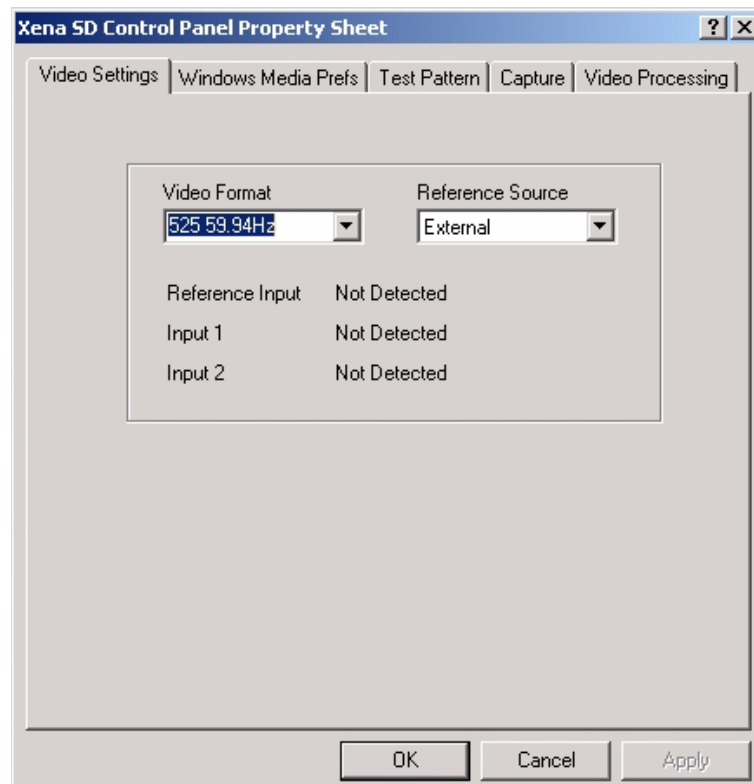 Xena SD Control Panel Property Sheet
Video Settings Windows Media Prefs Test Pattern Capture Video Processing
Video Format Reference Source
525 59.94Hz External
Reference Input Not Detected
Input 1 Not Detected
Input 2 Not Detected
OK Cancel Apply